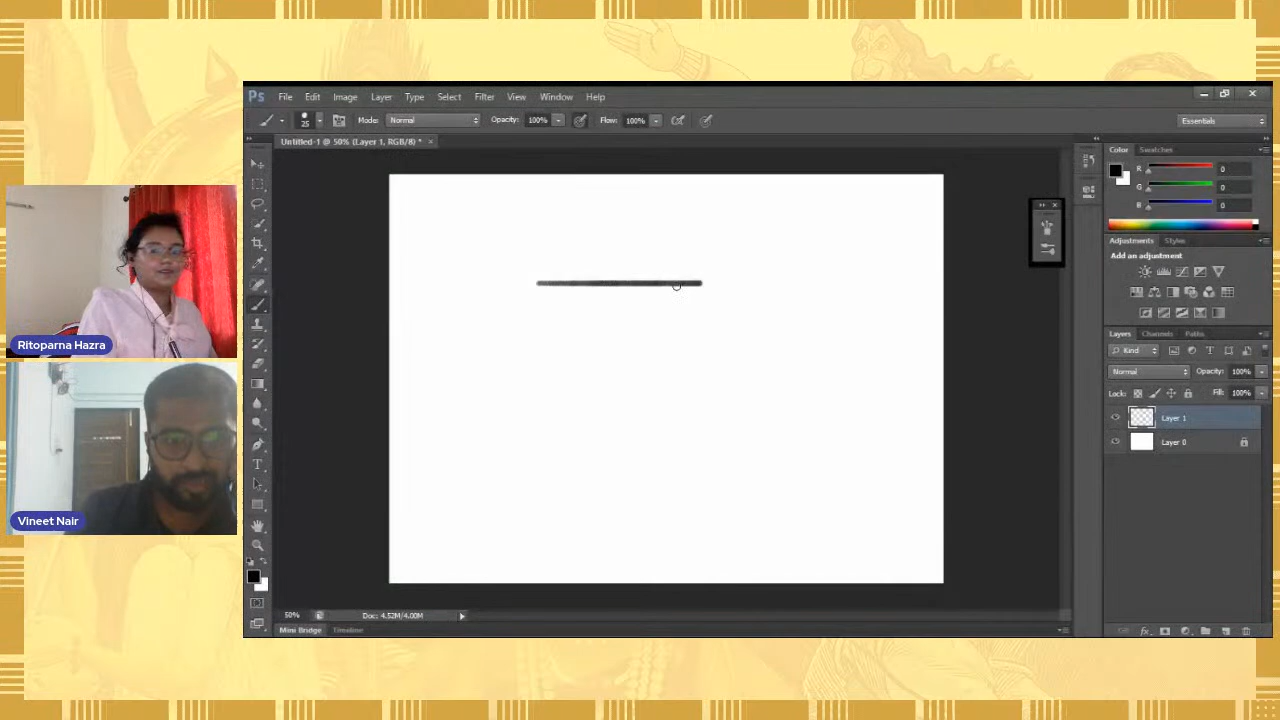 Ps File Edit Image Layer Type Select Filter View Window Help
25 Mode: Normal Opacity: 100% Flow: 100% Essentials
Untitled-1 @ 50% (Layer 1, RGB/8) * ×
Color Swatches
R 0
G 0
B 0
Adjustments Styles
Add an adjustment
Layers Channels Paths
Kind
Normal Opacity: 100%
Lock: Fill: 100%
Layer 1
Layer 0
50% Doc: 4.52M/4.00M
Mini Bridge Timeline
Ritoparna Hazra
Vineet Nair